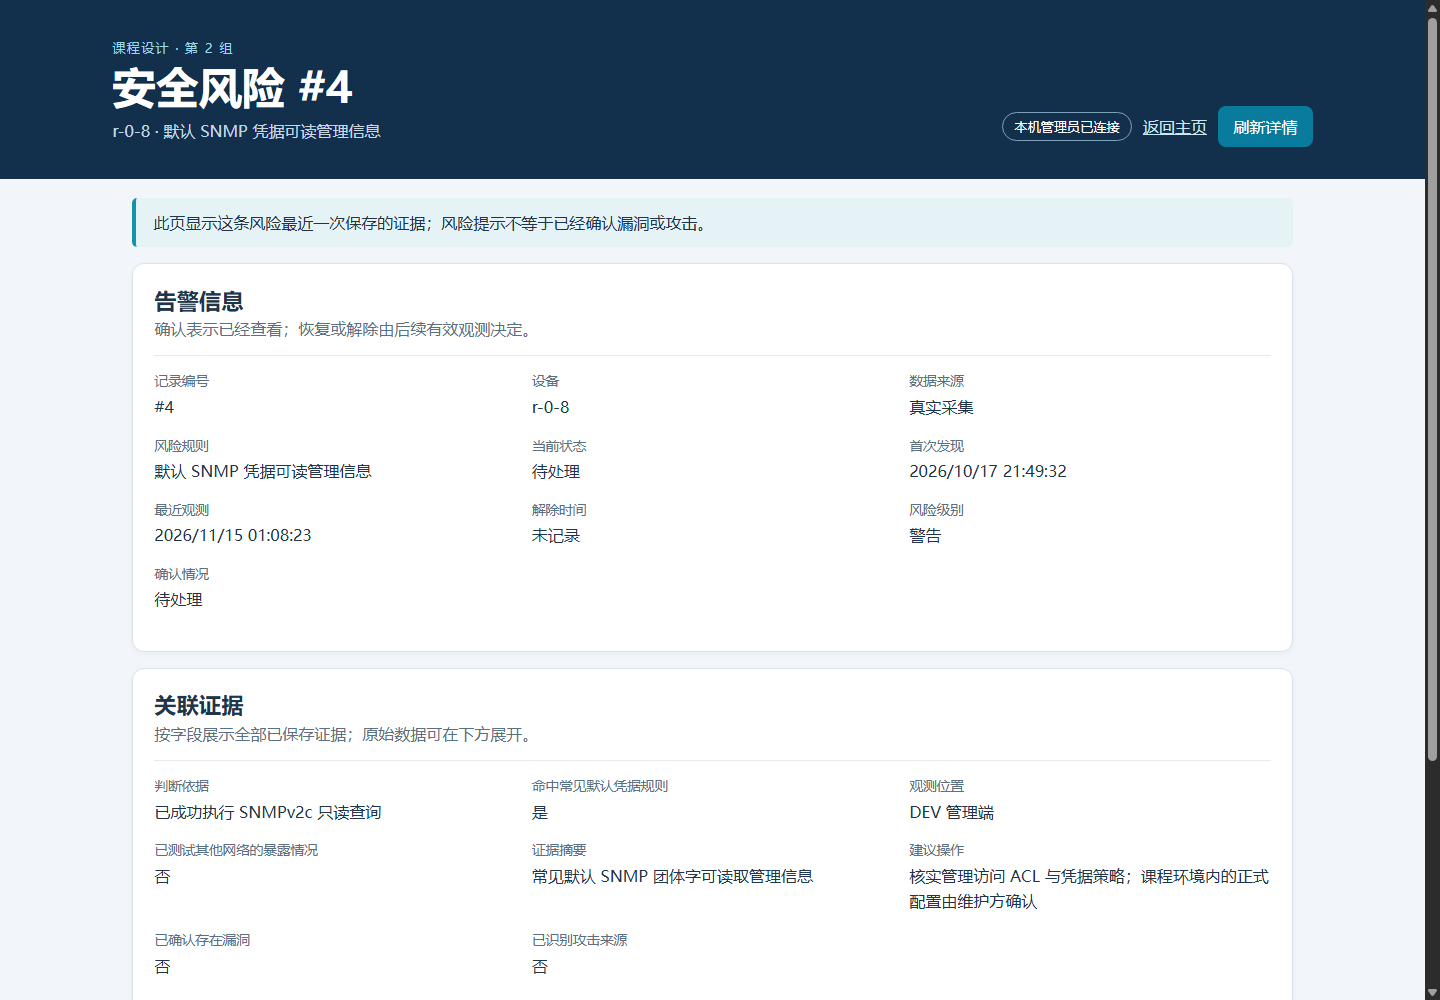 课程设计 · 第 2 组
安全风险 #4
r-0-8 · 默认 SNMP 凭据可读管理信息
本机管理员已连接 返回主页 刷新详情
此页显示这条风险最近一次保存的证据；风险提示不等于已经确认漏洞或攻击。
告警信息
确认表示已经查看；恢复或解除由后续有效观测决定。
记录编号 设备 数据来源
#4 r-0-8 真实采集
风险规则 当前状态 首次发现
默认 SNMP 凭据可读管理信息 待处理 2026/10/17 21:49:32
最近观测 解除时间 风险级别
2026/11/15 01:08:23 未记录 警告
确认情况
待处理
关联证据
按字段展示全部已保存证据；原始数据可在下方展开。
判断依据 命中常见默认凭据规则 观测位置
已成功执行 SNMPv2c 只读查询 是 DEV 管理端
已测试其他网络的暴露情况 证据摘要 建议操作
否 常见默认 SNMP 团体字可读取管理信息 核实管理访问 ACL 与凭据策略；课程环境内的正式
配置由维护方确认
已确认存在漏洞 已识别攻击来源
否 否